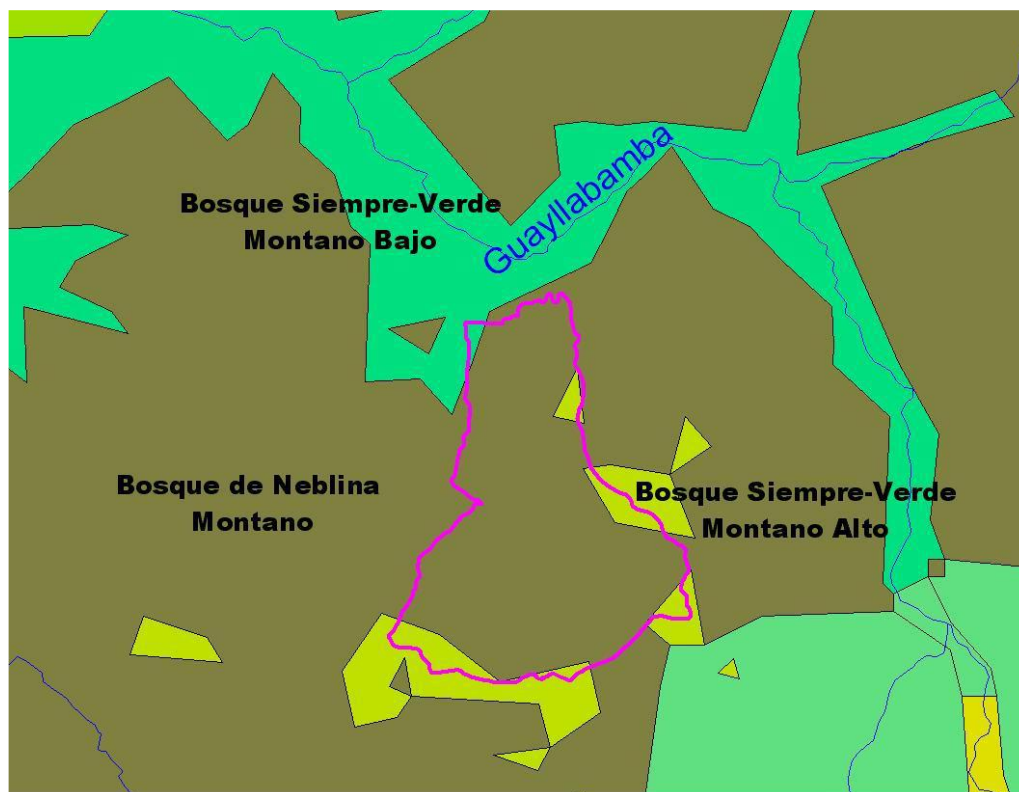 Bosque Siempre-Verde
Montano Bajo
Guayllabamba
Bosque de Neblina
Montano
Bosque Siempre-Verde
Montano Alto